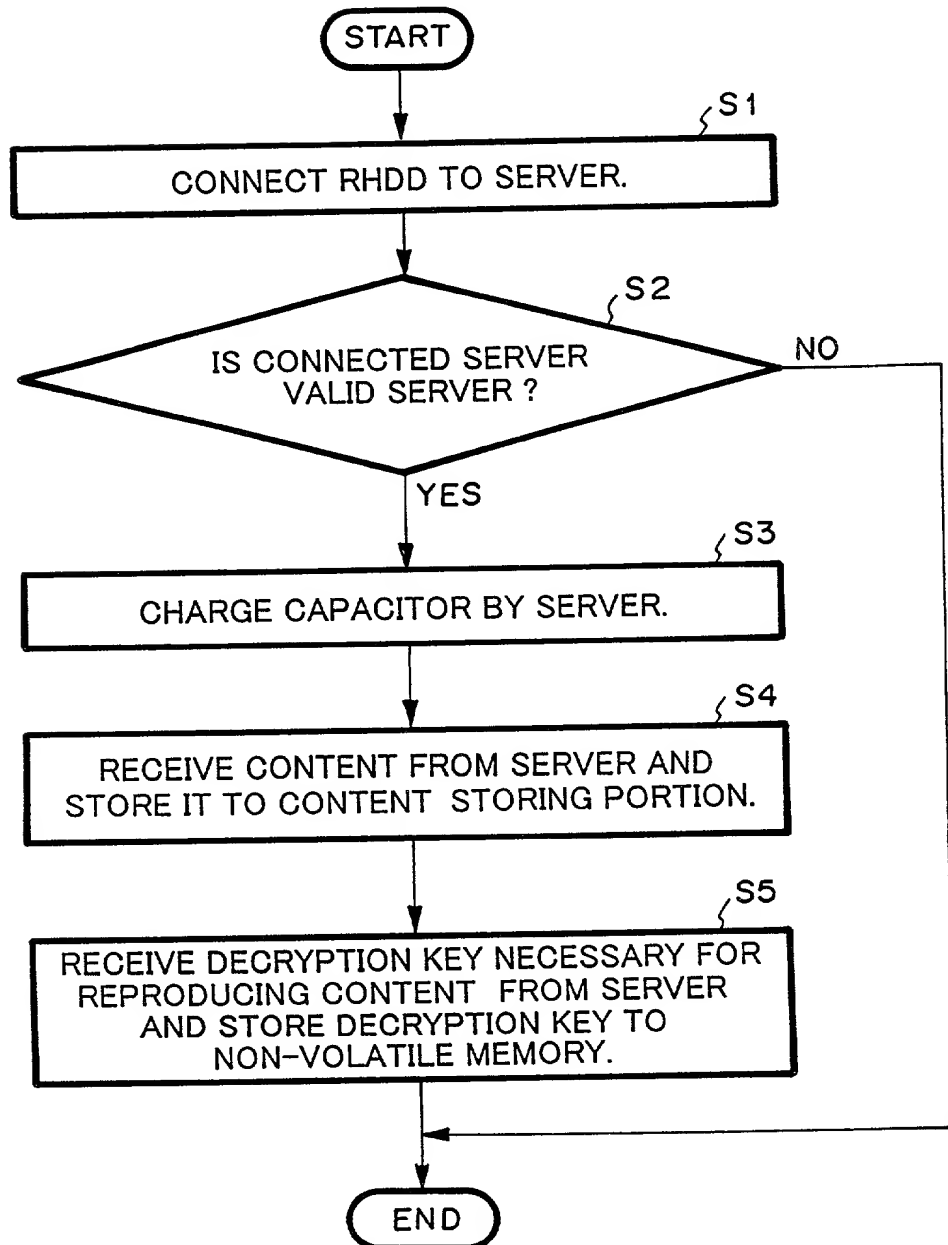 START
S1
CONNECT RHDD TO SERVER.
S2
IS CONNECTED SERVER
VALID SERVER ?
NO
YES
S3
CHARGE CAPACITOR BY SERVER.
S4
RECEIVE CONTENT FROM SERVER AND
STORE IT TO CONTENT STORING PORTION.
S5
RECEIVE DECRYPTION KEY NECESSARY FOR
REPRODUCING CONTENT FROM SERVER
AND STORE DECRYPTION KEY TO
NON-VOLATILE MEMORY.
END